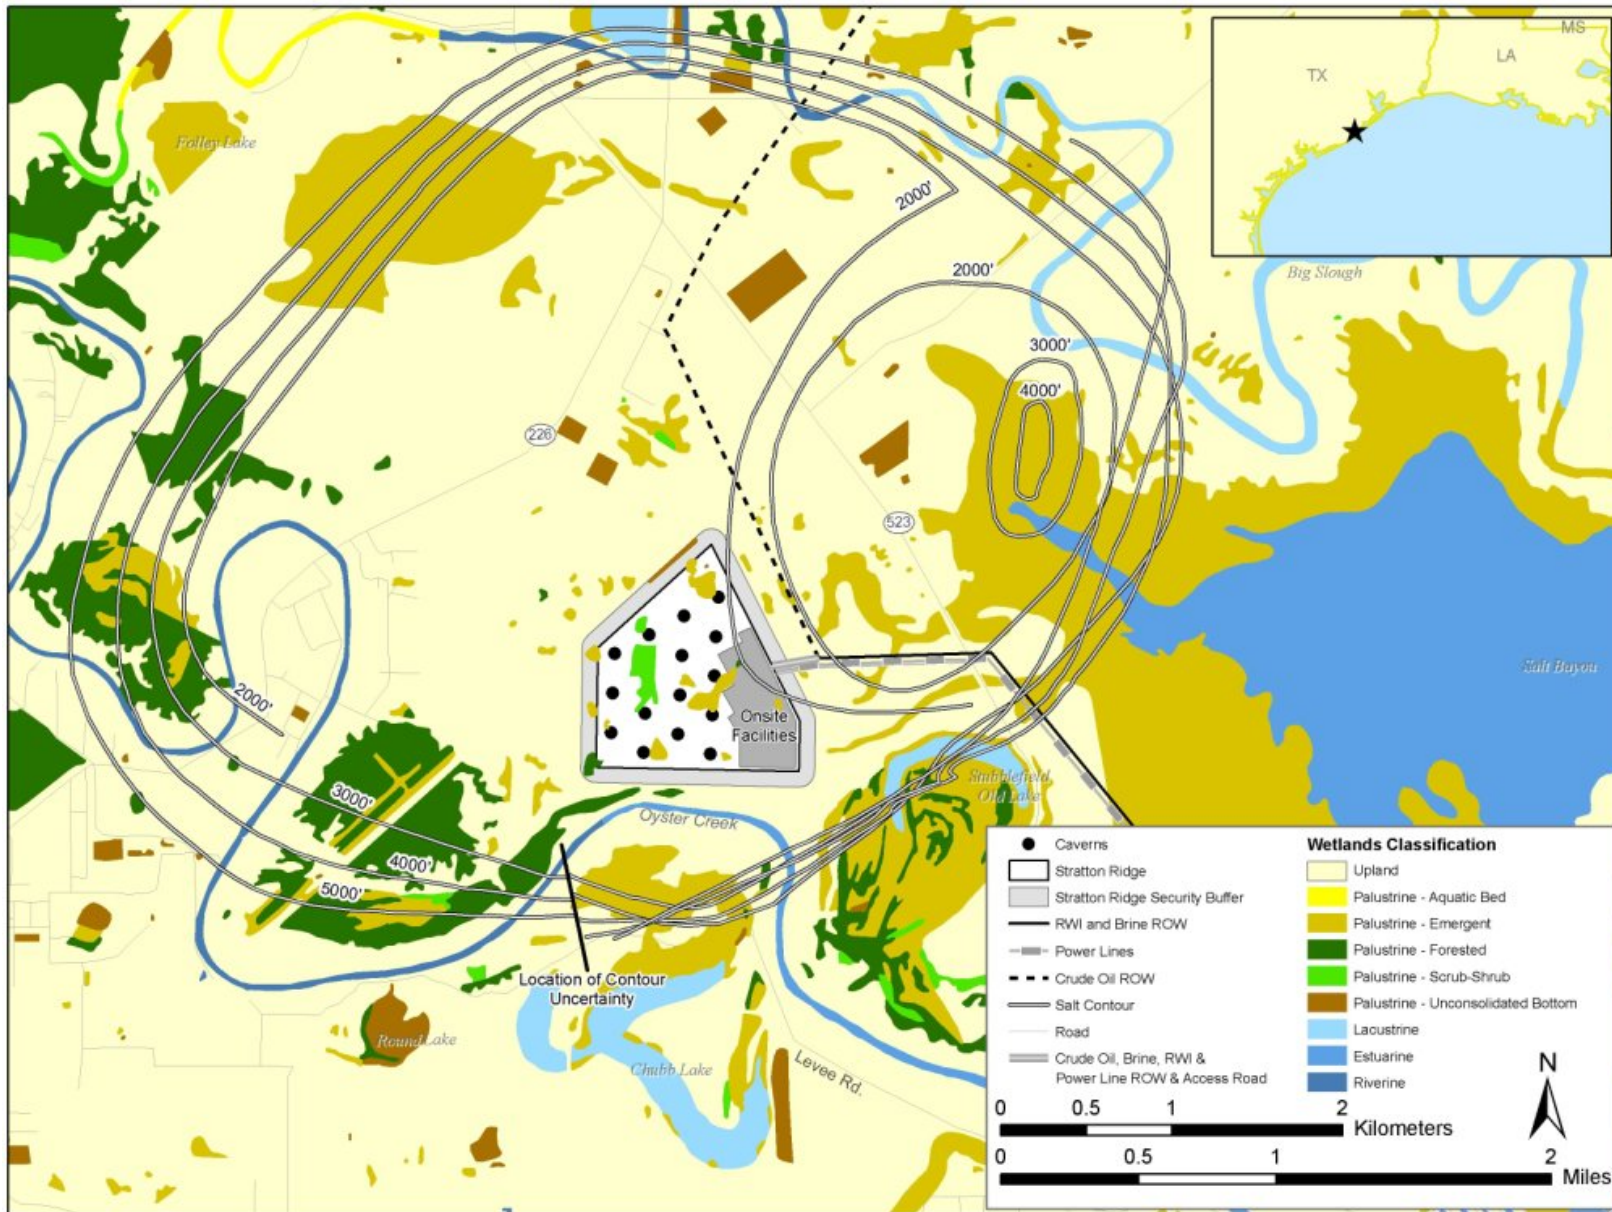 MS
LA
TX
Folley Lake
2000'
2000'
Big Slough
3000'
4000'
226
523
Salt Bayou
2000'
Onsite
Facilities
Stubblefield
Old Lake
3000'
Oyster Creek
4000'
5000'
Location of Contour
Uncertainty
Round Lake
Chubb Lake
Levee Rd.
Caverns
Stratton Ridge
Stratton Ridge Security Buffer
RWI and Brine ROW
Power Lines
Crude Oil ROW
Salt Contour
Road
Crude Oil, Brine, RWI &
Power Line ROW & Access Road
Wetlands Classification
Upland
Palustrine - Aquatic Bed
Palustrine - Emergent
Palustrine - Forested
Palustrine - Scrub-Shrub
Palustrine - Unconsolidated Bottom
Lacustrine
Estuarine
Riverine
N
0 0.5 1 2
Kilometers
0 0.5 1 2
Miles